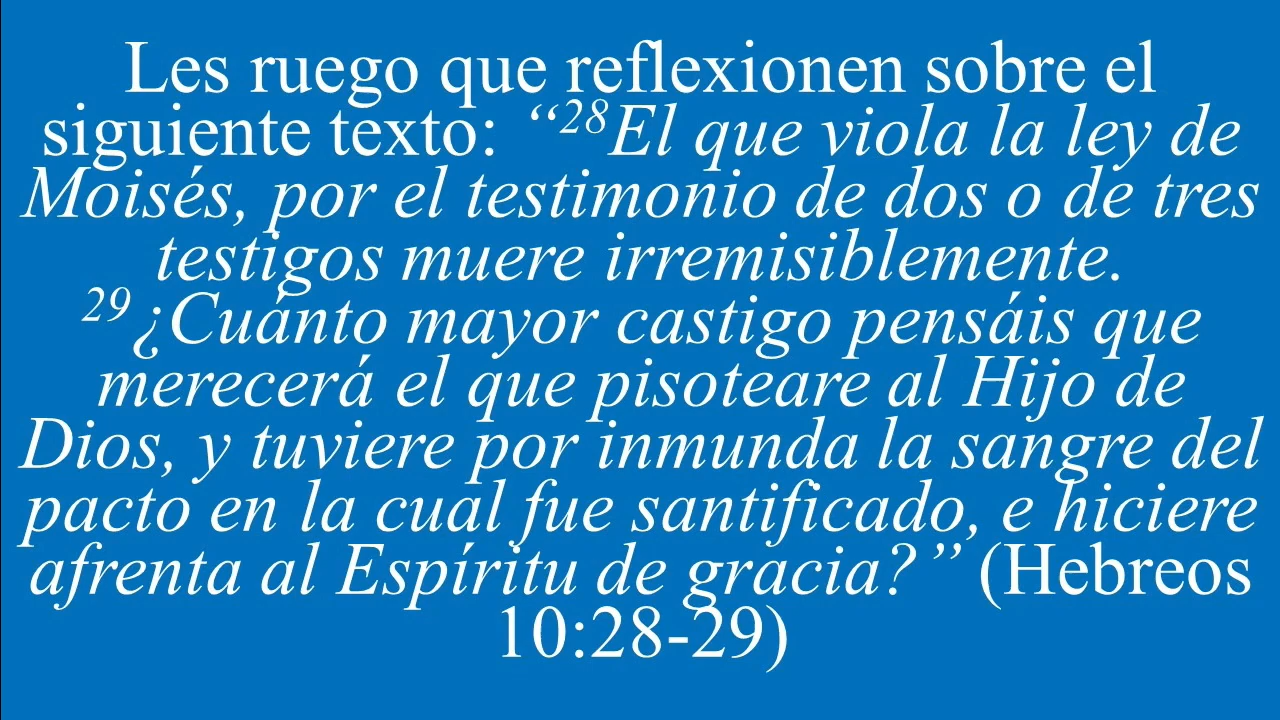 Les ruego que reflexionen sobre el
siguiente texto: “²⁸El que viola la ley de
Moisés, por el testimonio de dos o de tres
testigos muere irremisiblemente.
²⁹¿Cuánto mayor castigo pensáis que
merecerá el que pisoteare al Hijo de
Dios, y tuviere por inmunda la sangre del
pacto en la cual fue santificado, e hiciere
afrenta al Espíritu de gracia?” (Hebreos
10:28-29)